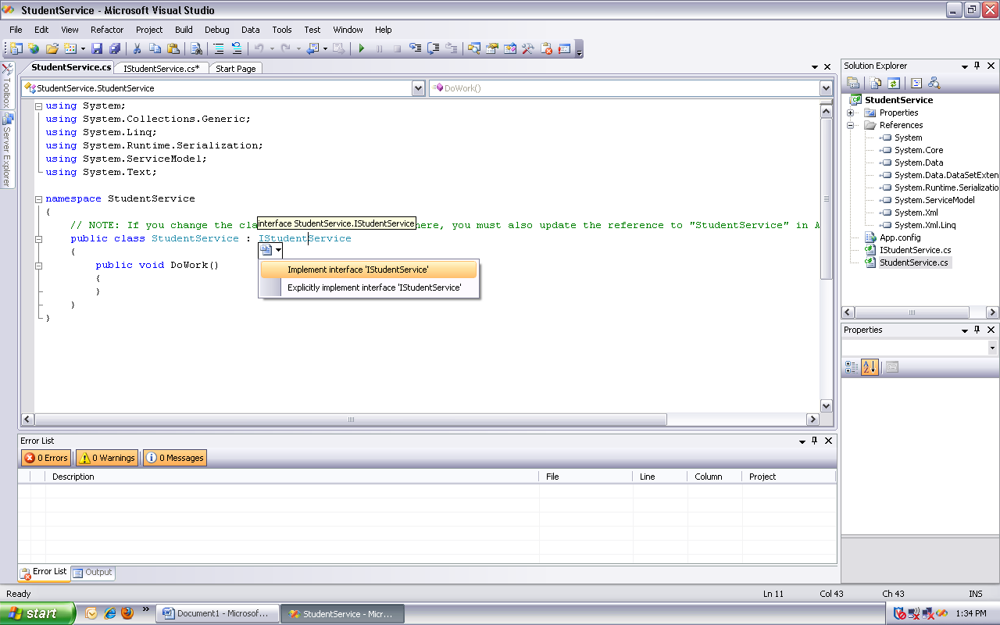 StudentService - Microsoft Visual Studio
File Edit View Refactor Project Build Debug Data Tools Test Window Help
StudentService.cs IStudentService.cs* Start Page
StudentService.StudentService DoWork()
Toolbox
Server Explorer
using System;
using System.Collections.Generic;
using System.Linq;
using System.Runtime.Serialization;
using System.ServiceModel;
using System.Text;
namespace StudentService
{
// NOTE: If you change the cla interface StudentService.IStudentService here, you must also update the reference to "StudentService" in A
public class StudentService : IStudentService
{
public void DoWork()
{
}
}
}
Implement interface 'IStudentService'
Explicitly implement interface 'IStudentService'
Solution Explorer
StudentService
Properties
References
System
System.Core
System.Data
System.Data.DataSetExten
System.Runtime.Serializatio
System.ServiceModel
System.Xml
System.Xml.Linq
App.config
IStudentService.cs
StudentService.cs
Properties
Error List
0 Errors 0 Warnings 0 Messages
Description File Line Column Project
Error List Output
Ready Ln 11 Col 43 Ch 43 INS
start Document1 - Microsof... StudentService - Micr... 1:34 PM